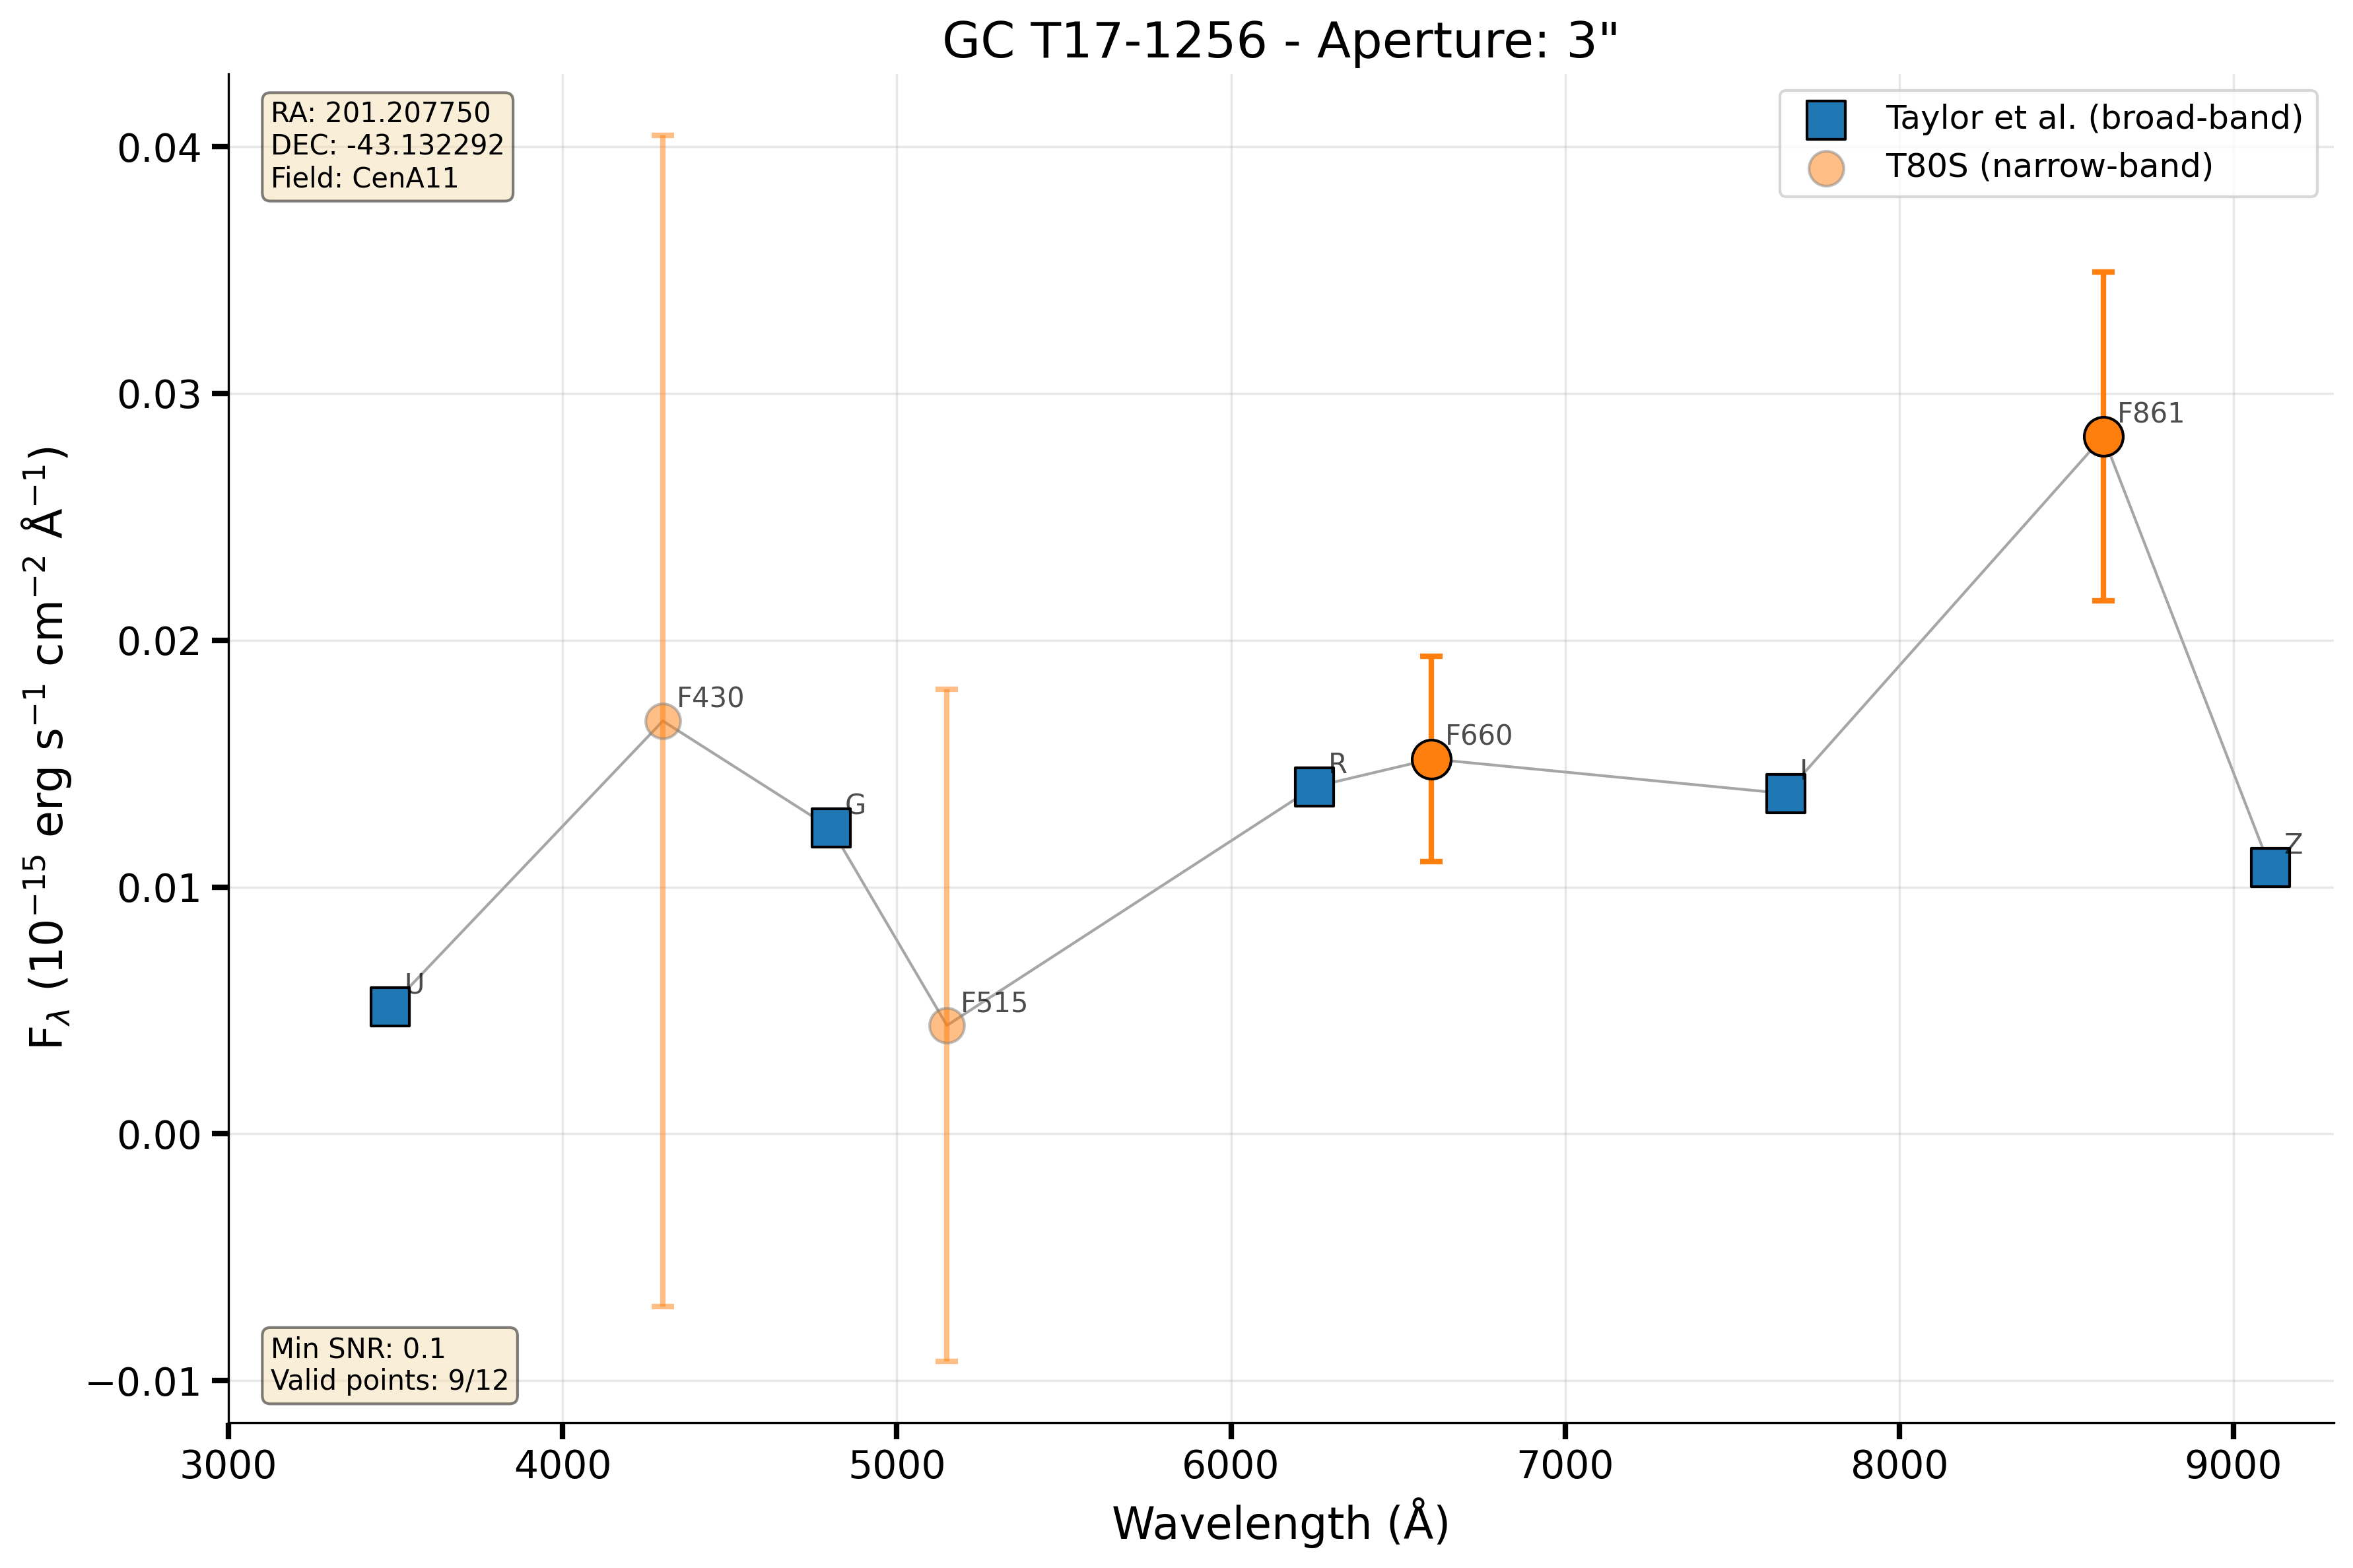 GC T17-1256 - Aperture: 3"
RA: 201.207750
DEC: -43.132292
Field: CenA11
Taylor et al. (broad-band)
T80S (narrow-band)
0.04
0.03
0.02
0.01
0.00
−0.01
F𝜆 (10⁻¹⁵ erg s⁻¹ cm⁻² Å⁻¹)
U
F430
G
F515
R
F660
I
F861
Z
Min SNR: 0.1
Valid points: 9/12
3000 4000 5000 6000 7000 8000 9000
Wavelength (Å)